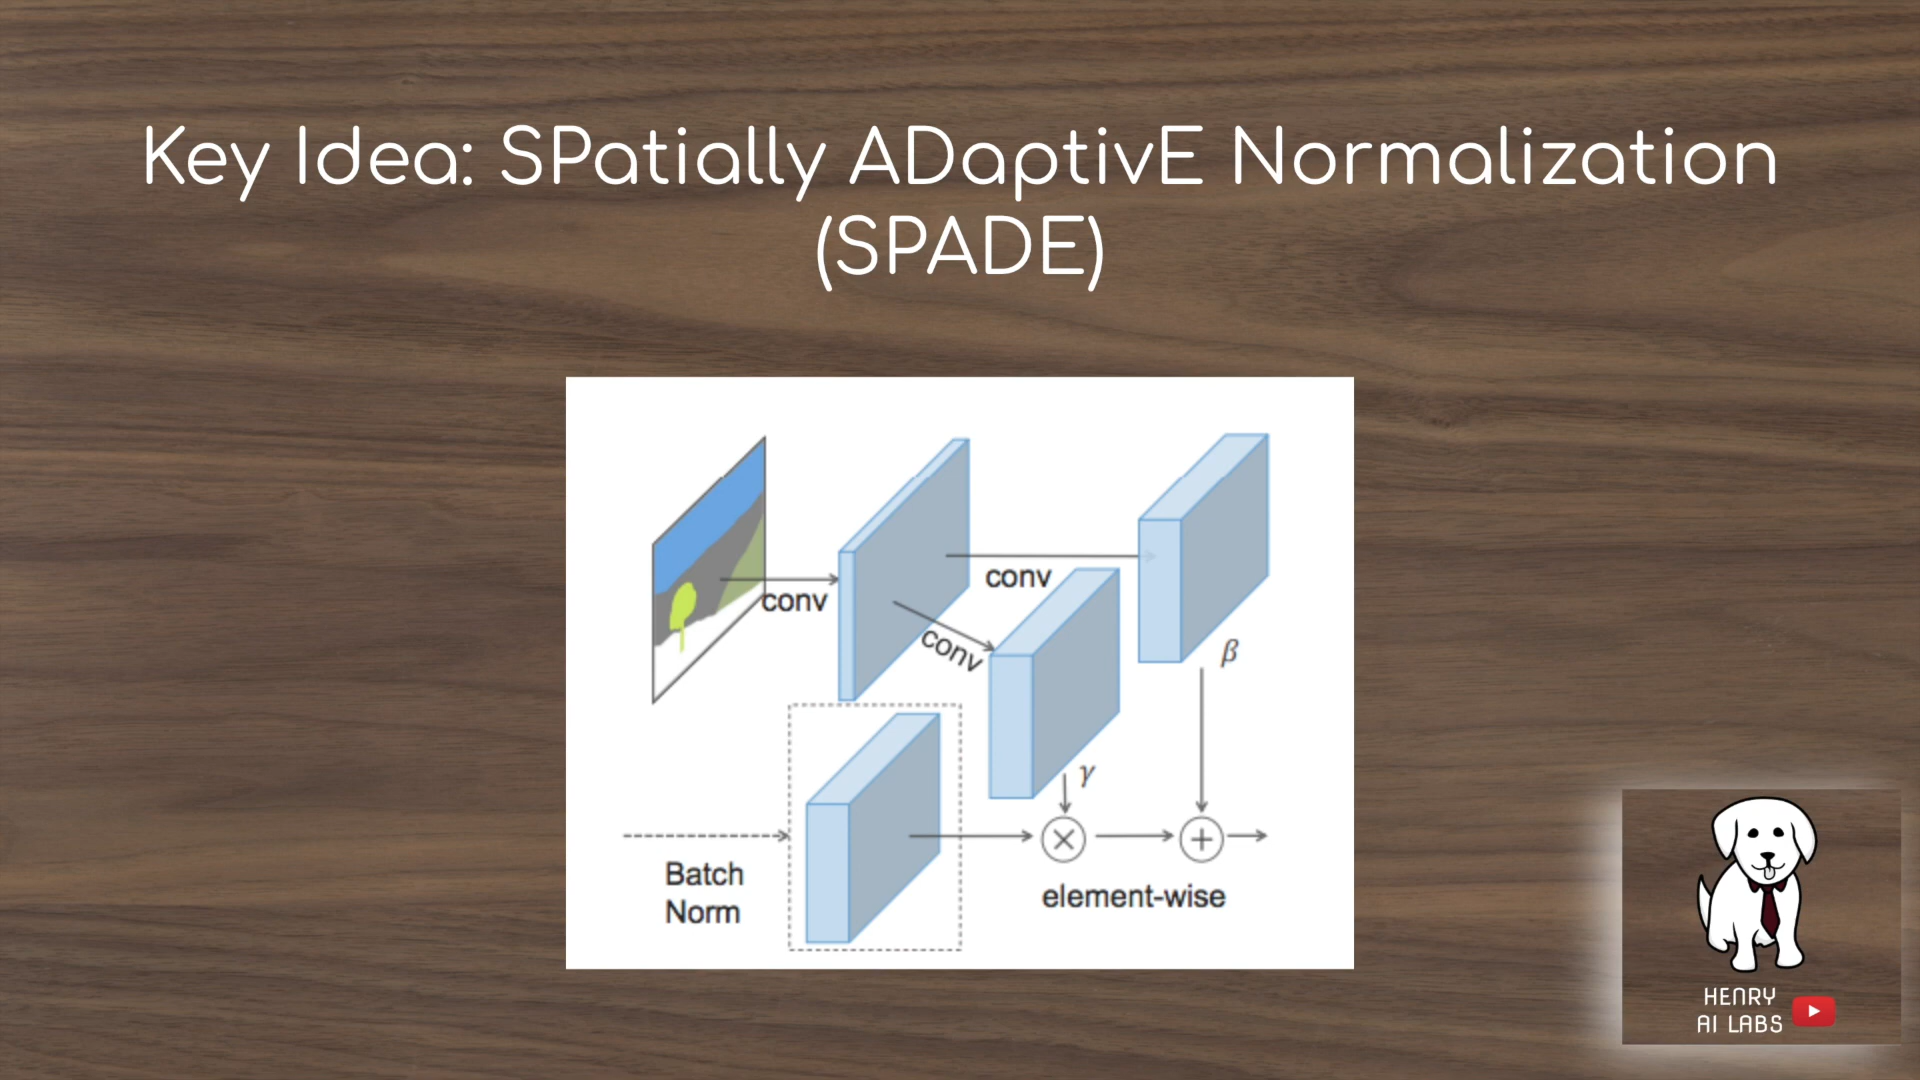 Key Idea: SPatially ADaptivE Normalization
(SPADE)
conv
conv
conv
β
γ
Batch
Norm
element-wise
HENRY
AI LABS